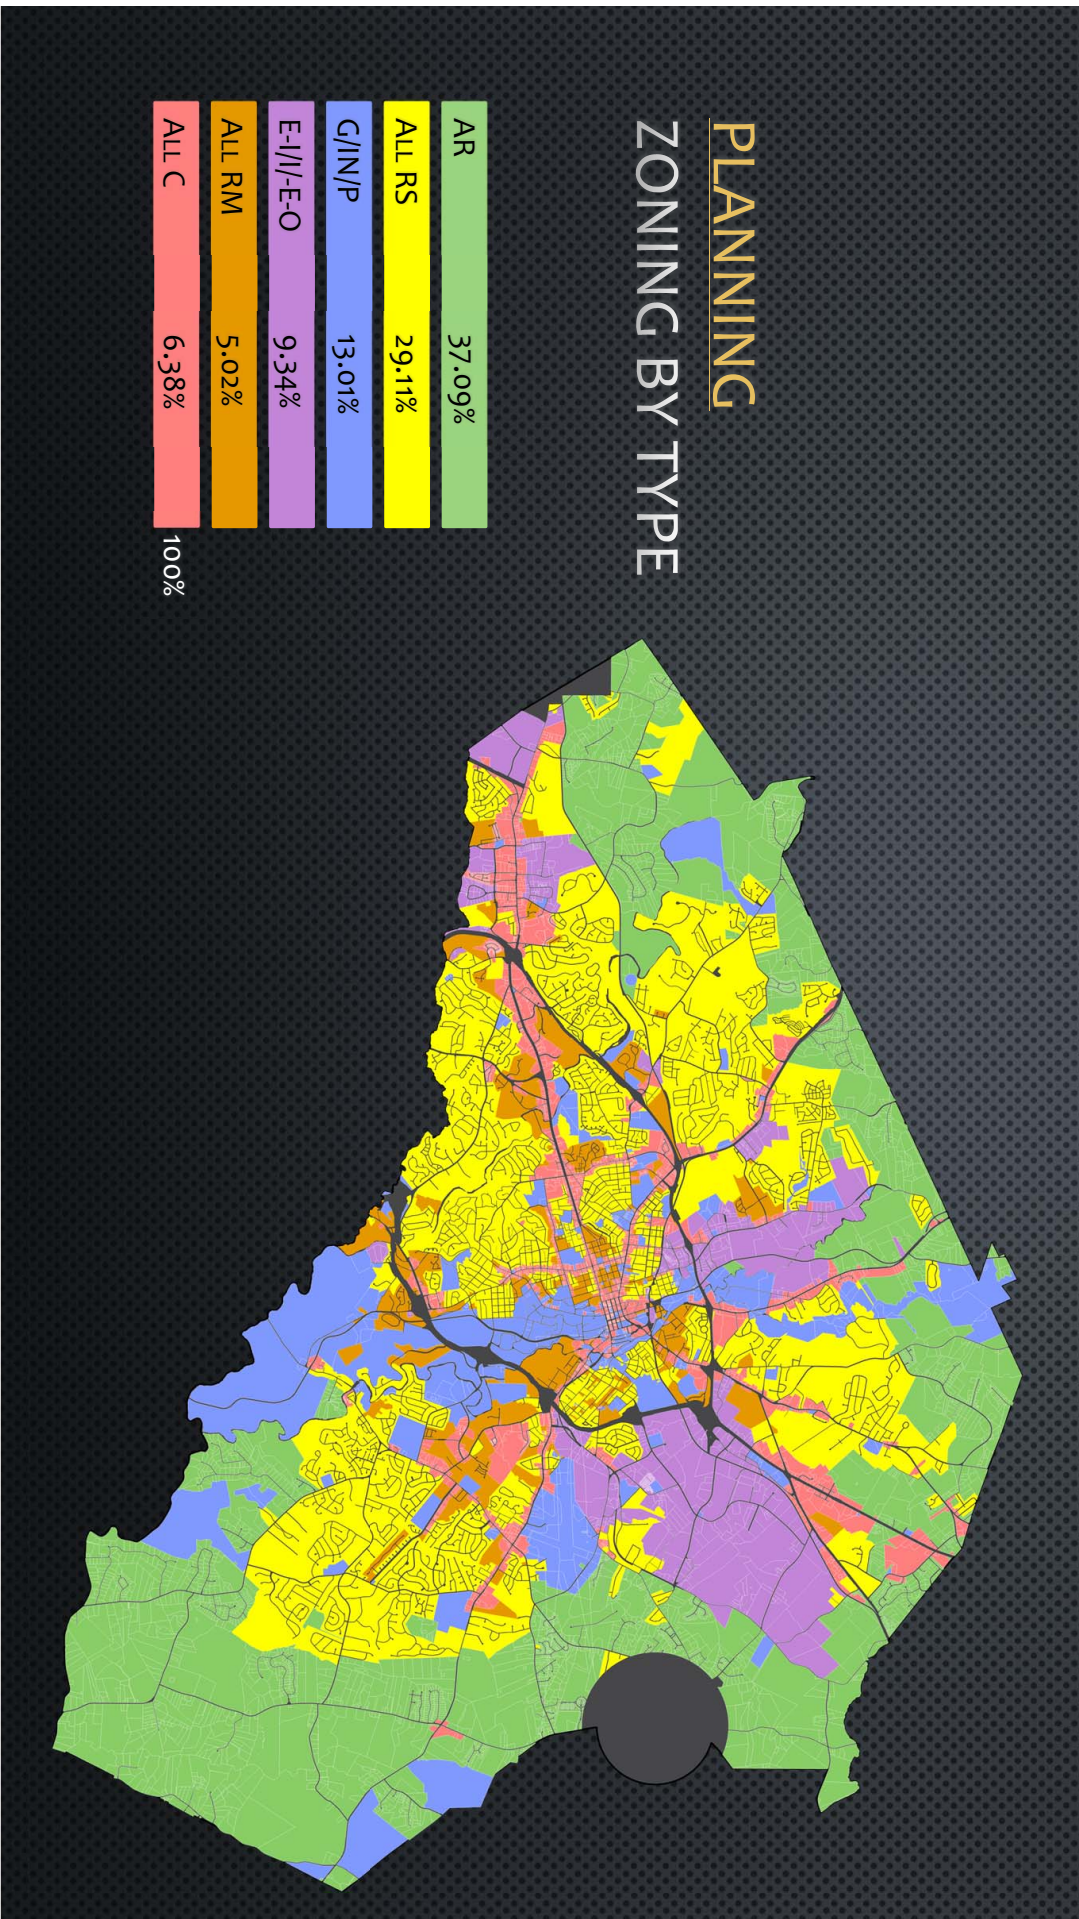 PLANNING
ZONING BY TYPE
AR 37.09%
ALL RS 29.11%
G/IN/P 13.01%
E-I/I/-E-O 9.34%
ALL RM 5.02%
ALL C 6.38%
100%